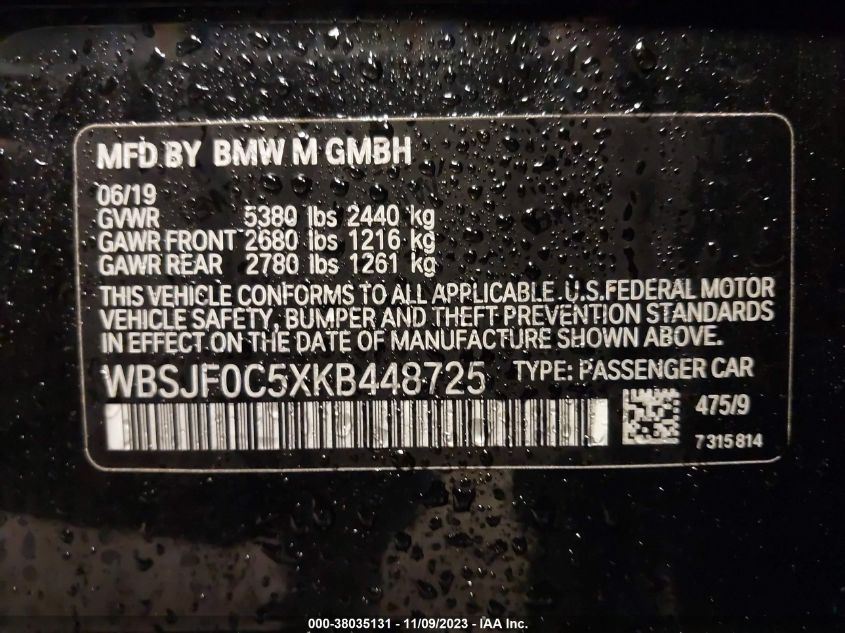 MFD BY BMW M GMBH
06/19
GVWR 5380 lbs 2440 kg
GAWR FRONT 2680 lbs 1216 kg
GAWR REAR 2780 lbs 1261 kg
THIS VEHICLE CONFORMS TO ALL APPLICABLE U.S. FEDERAL MOTOR
VEHICLE SAFETY, BUMPER AND THEFT PREVENTION STANDARDS
IN EFFECT ON THE DATE OF MANUFACTURE SHOWN ABOVE.
WBSJF0C5XKB448725 TYPE: PASSENGER CAR
475/9
7 315 814
000-38035131 - 11/09/2023 - IAA Inc.